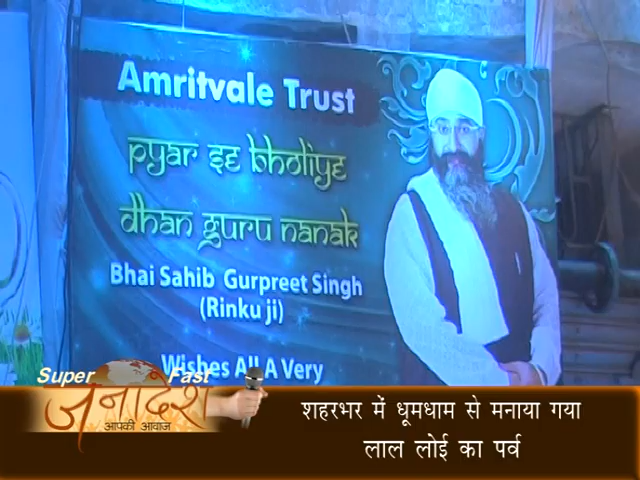 Amritvale Trust
pyar se bholiye
dhan guru nanak
Bhai Sahib Gurpreet Singh
(Rinku ji)
Wishes All A Very
Super Fast
जनादेश
आपकी आवाज
शहरभर में धूमधाम से मनाया गया
लाल लोई का पर्व